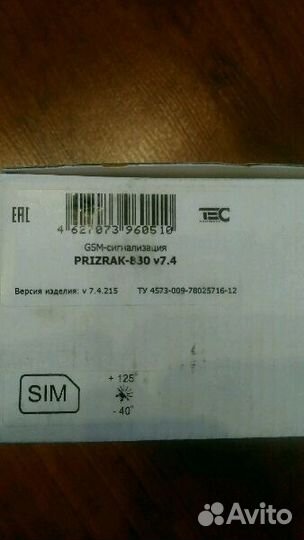 EAC
TEC
4 627073 960510
GSM-сигнализация
PRIZRAK-830 v7.4
Версия изделия: v 7.4.215 ТУ 4573-009-78025716-12
SIM
+ 125°
- 40°
Avito